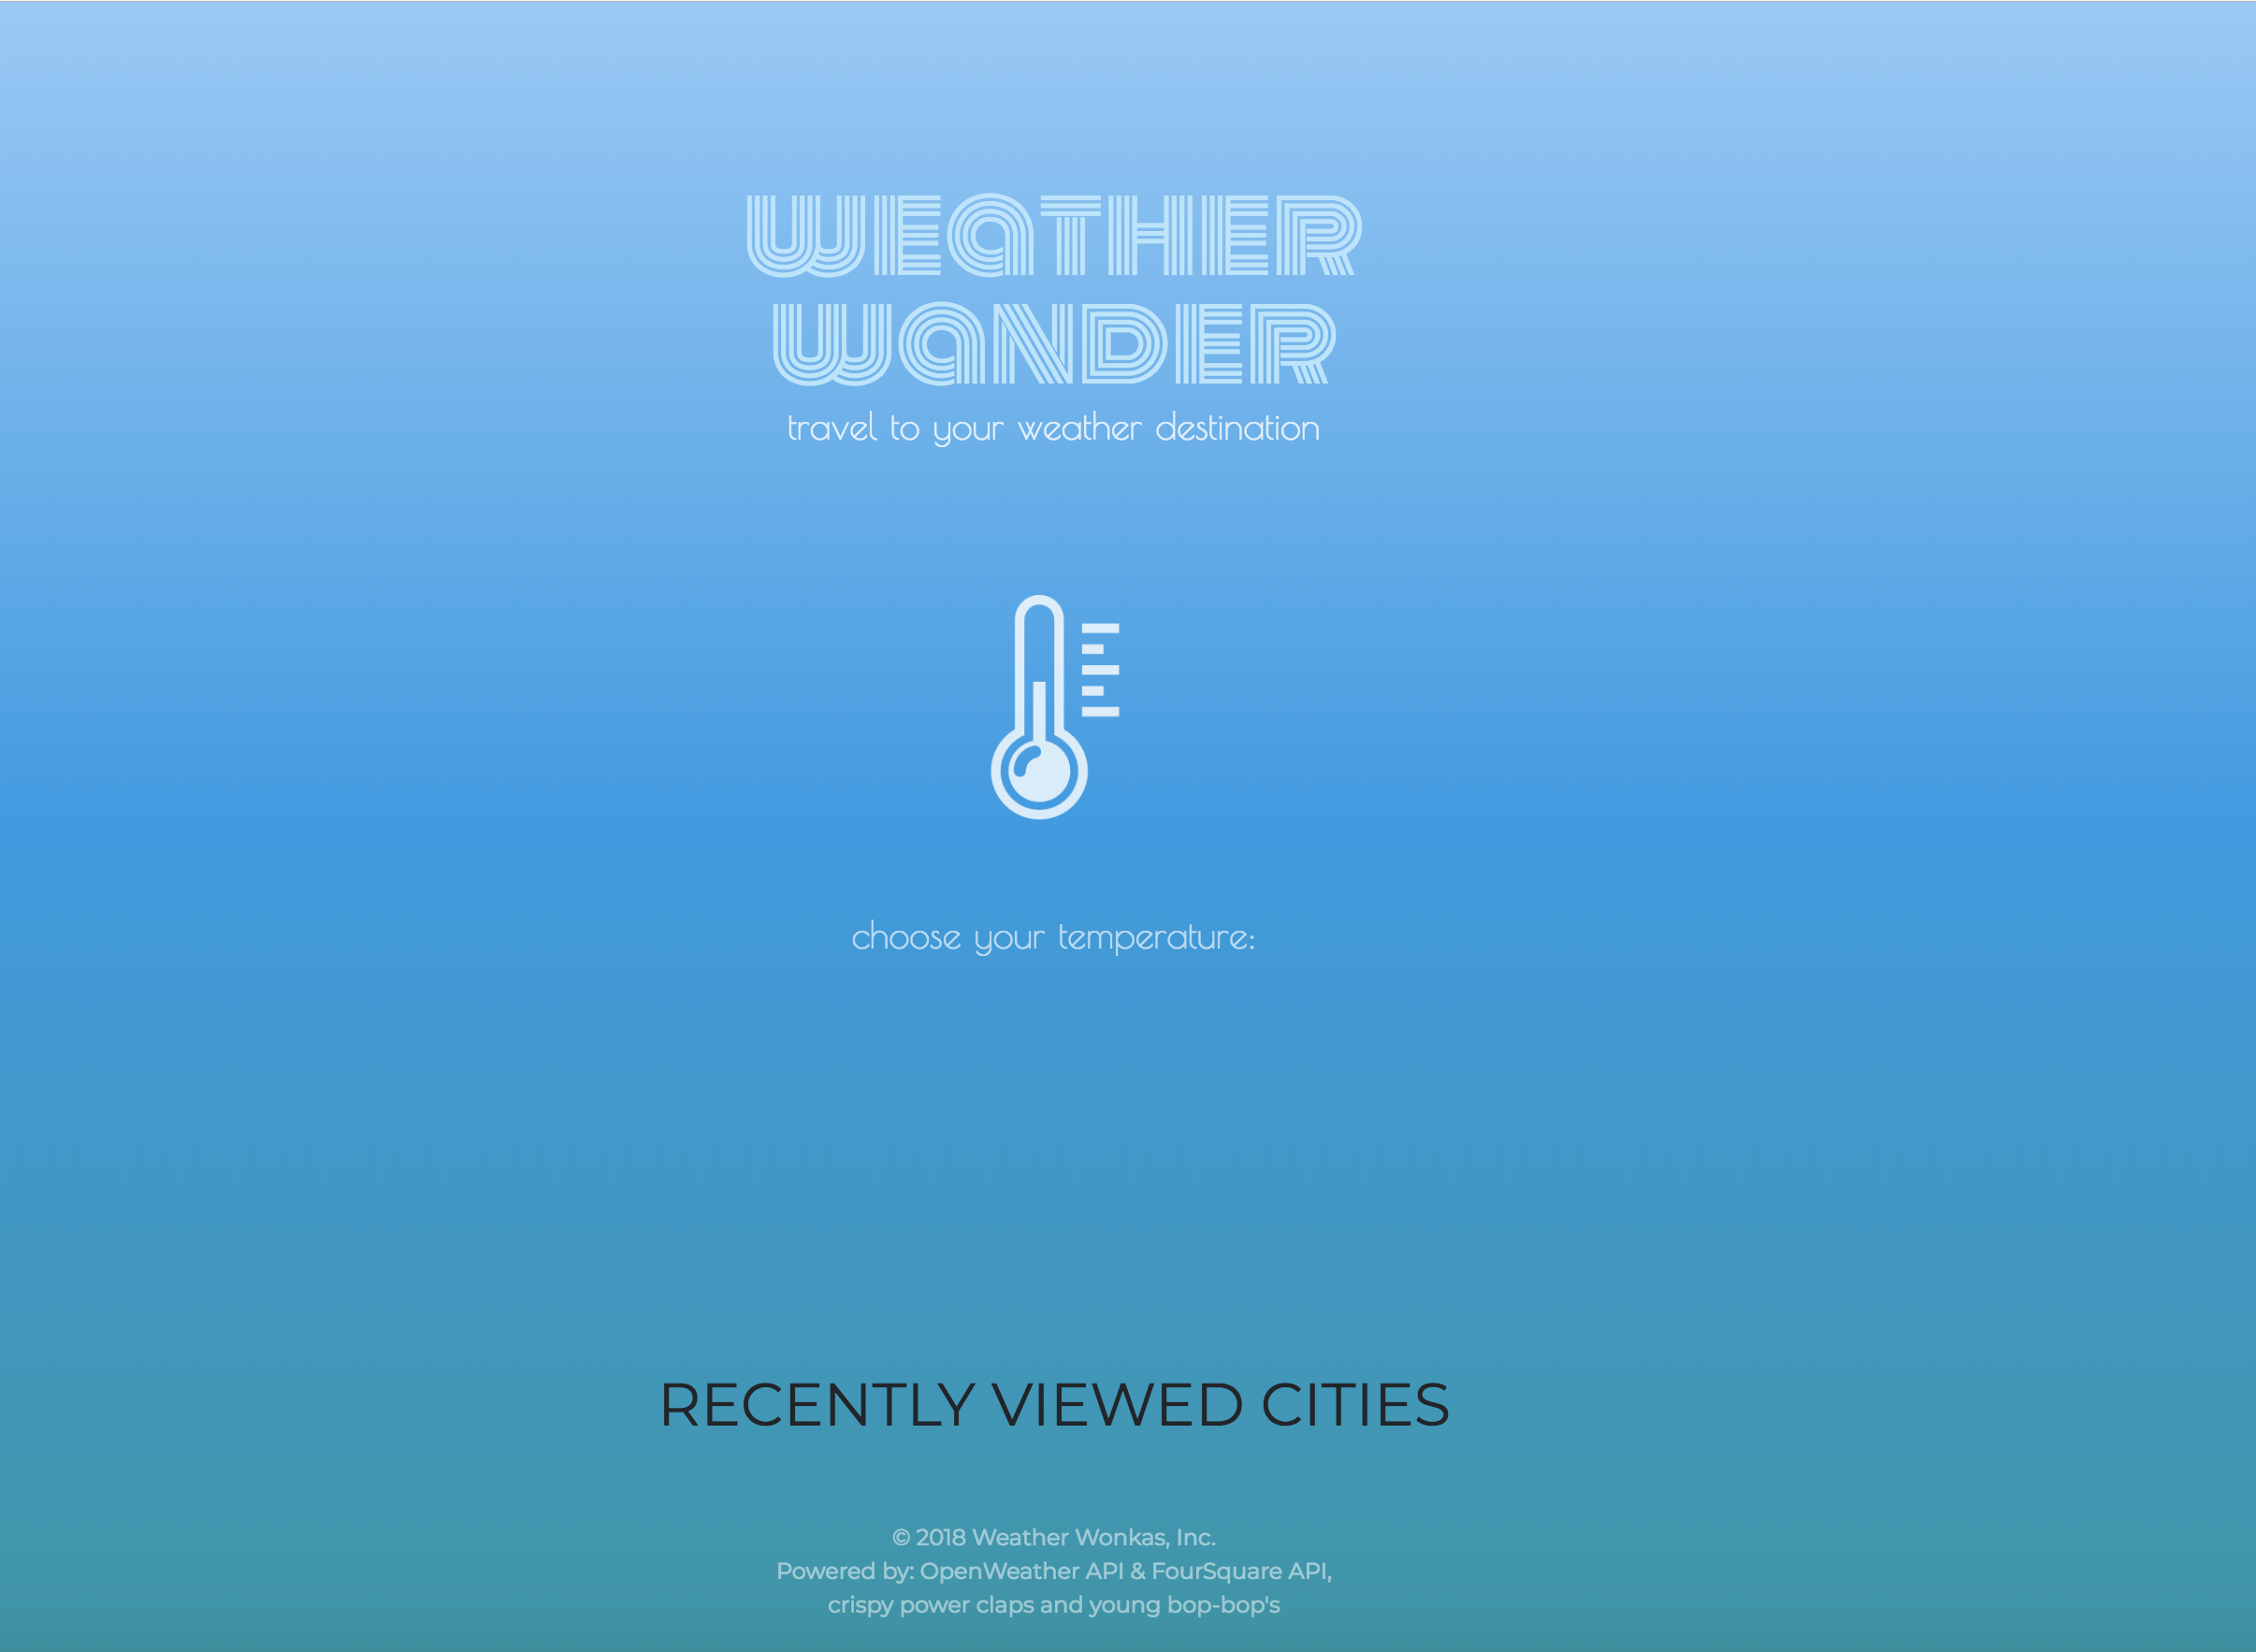 WEATHER
WANDER
travel to your weather destination
choose your temperature:
RECENTLY VIEWED CITIES
© 2018 Weather Wonkas, Inc.
Powered by: OpenWeather API & FourSquare API,
crispy power claps and young bop-bop's